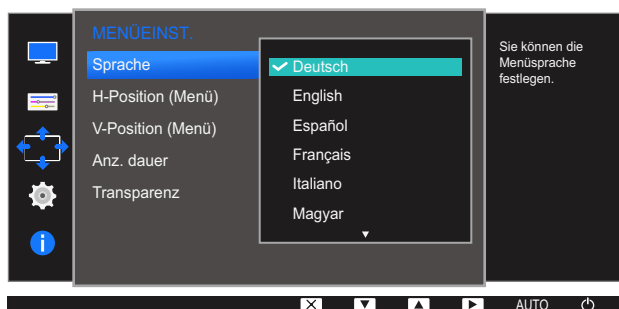 MENÜEINST.
Sprache
H-Position (Menü)
V-Position (Menü)
Anz. dauer
Transparenz
Deutsch
English
Español
Français
Italiano
Magyar
Sie können die
Menüsprache
festlegen.
AUTO